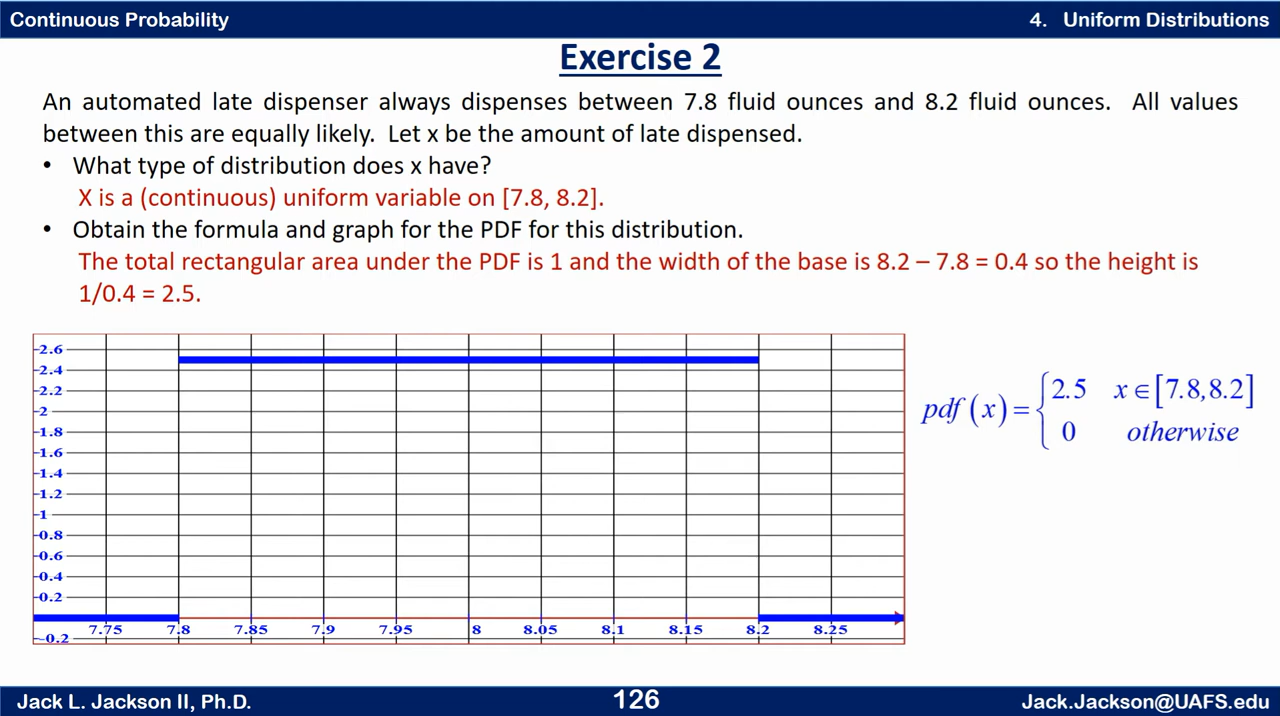 Continuous Probability
4. Uniform Distributions
Exercise 2
An automated late dispenser always dispenses between 7.8 fluid ounces and 8.2 fluid ounces. All values
between this are equally likely. Let x be the amount of late dispensed.
• What type of distribution does x have?
X is a (continuous) uniform variable on [7.8, 8.2].
• Obtain the formula and graph for the PDF for this distribution.
The total rectangular area under the PDF is 1 and the width of the base is 8.2 – 7.8 = 0.4 so the height is
1/0.4 = 2.5.
2.6
2.4
2.2
2
1.8
1.6
1.4
1.2
1
0.8
0.6
0.4
0.2
-0.2
7.75 7.8 7.85 7.9 7.95 8 8.05 8.1 8.15 8.2 8.25
pdf (x) = { 2.5 x ∈ [7.8,8.2]
0 otherwise
Jack L. Jackson II, Ph.D.
126
Jack.Jackson@UAFS.edu